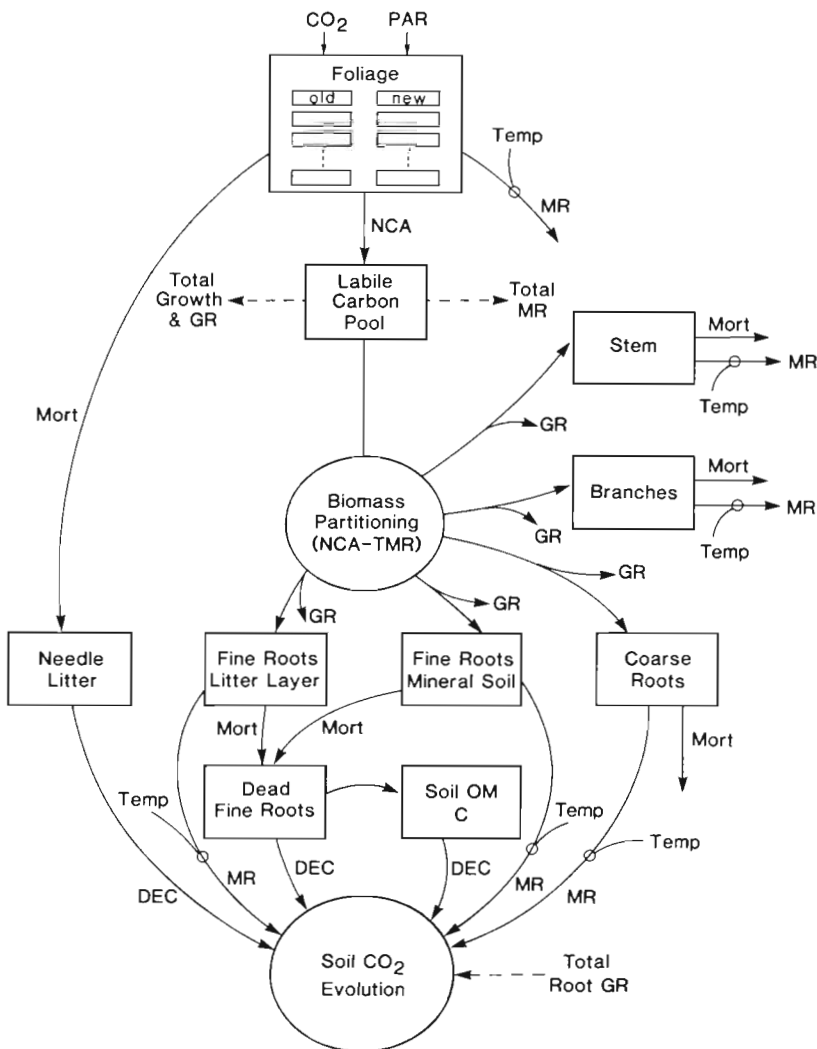 CO2
PAR
Foliage
old
new
Temp
MR
NCA
Total
Growth
& GR
Labile
Carbon
Pool
Total
MR
Stem
Mort
MR
Temp
GR
Mort
Biomass
Partitioning
(NCA-TMR)
Branches
Mort
MR
Temp
GR
GR
GR
GR
Needle
Litter
Fine Roots
Litter Layer
Fine Roots
Mineral Soil
Coarse
Roots
Mort
Mort
Mort
Temp
Dead
Fine Roots
Soil OM
C
Temp
Temp
DEC
MR
DEC
DEC
MR
MR
Soil CO2
Evolution
Total
Root GR